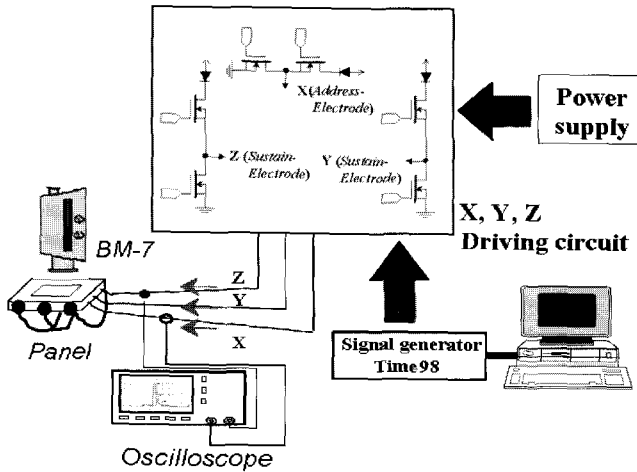 X (Address-
Electrode)
Z (Sustain-
Electrode)
Y (Sustain-
Electrode)
Power
supply
X, Y, Z
Driving circuit
BM-7
Z
Y
X
Panel
Signal generator
Time98
Oscilloscope